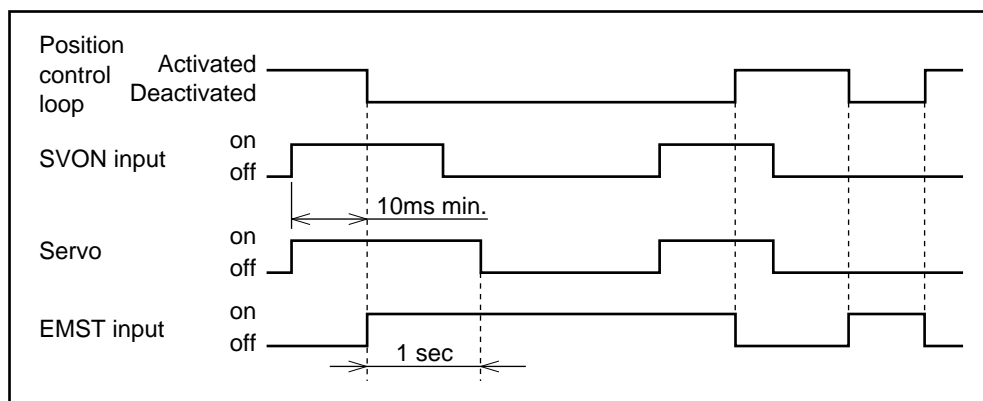 Position
control
loop
Activated
Deactivated
SVON input
on
off
10ms min.
Servo
on
off
EMST input
on
off
1 sec